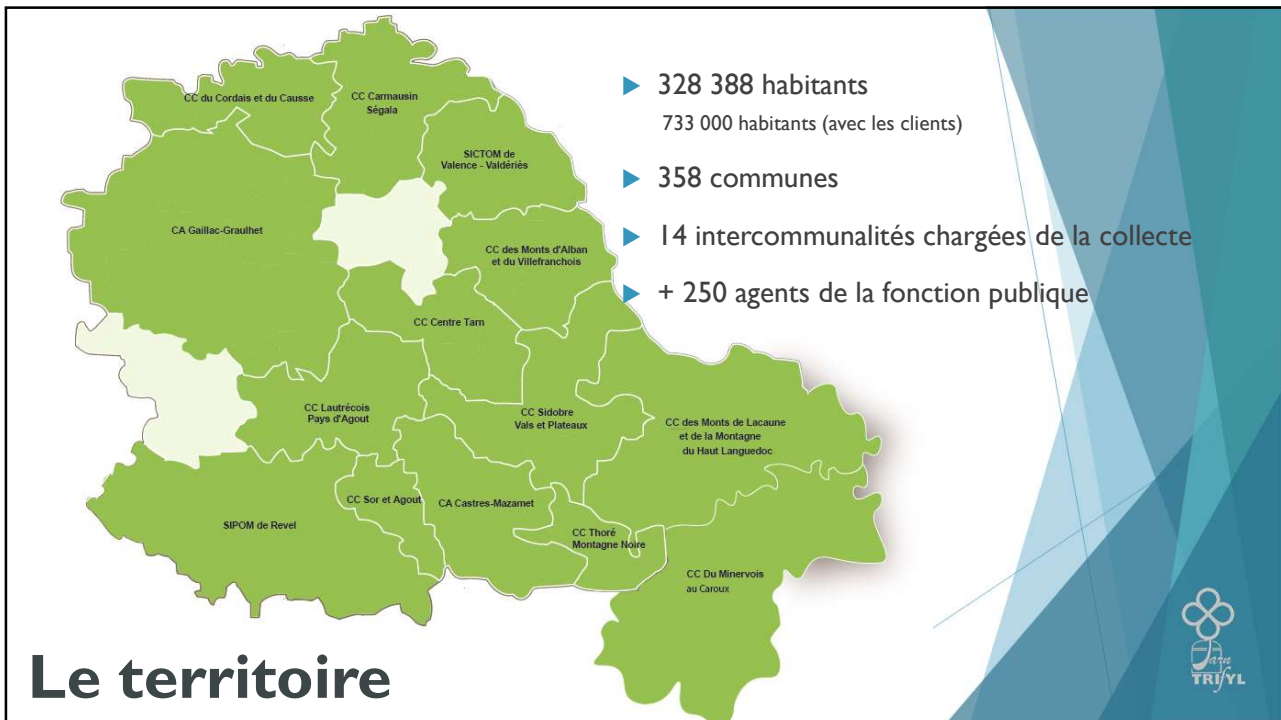 CC du Cordais et du Causse
CC Carmausin
Ségala
SICTOM de
Valence - Valdériès
CA Gaillac-Graulhet
CC des Monts d'Alban
et du Villefranchois
CC Centre Tarn
CC Lautrécois
Pays d'Agout
CC Sidobre
Vals et Plateaux
CC des Monts de Lacaune
et de la Montagne
du Haut Languedoc
SIPOM de Revel
CC Sor et Agout
CA Castres-Mazamet
CC Thoré
Montagne Noire
CC Du Minervois
au Caroux
328 388 habitants
733 000 habitants (avec les clients)
358 communes
14 intercommunalités chargées de la collecte
+ 250 agents de la fonction publique
Le territoire
Tarn
TRIFYL